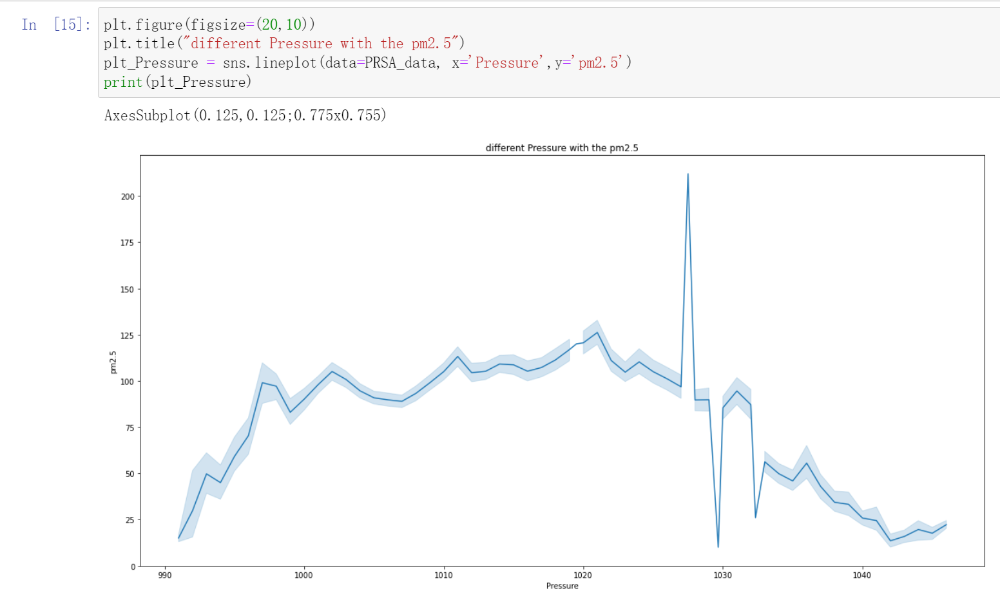 In [15]:
plt.figure(figsize=(20,10))
plt.title("different Pressure with the pm2.5")
plt_Pressure = sns.lineplot(data=PRSA_data, x='Pressure',y='pm2.5')
print(plt_Pressure)
AxesSubplot(0.125,0.125;0.775x0.755)
different Pressure with the pm2.5
200
175
150
125
100
75
50
25
0
pm2.5
990 1000 1010 1020 1030 1040
Pressure